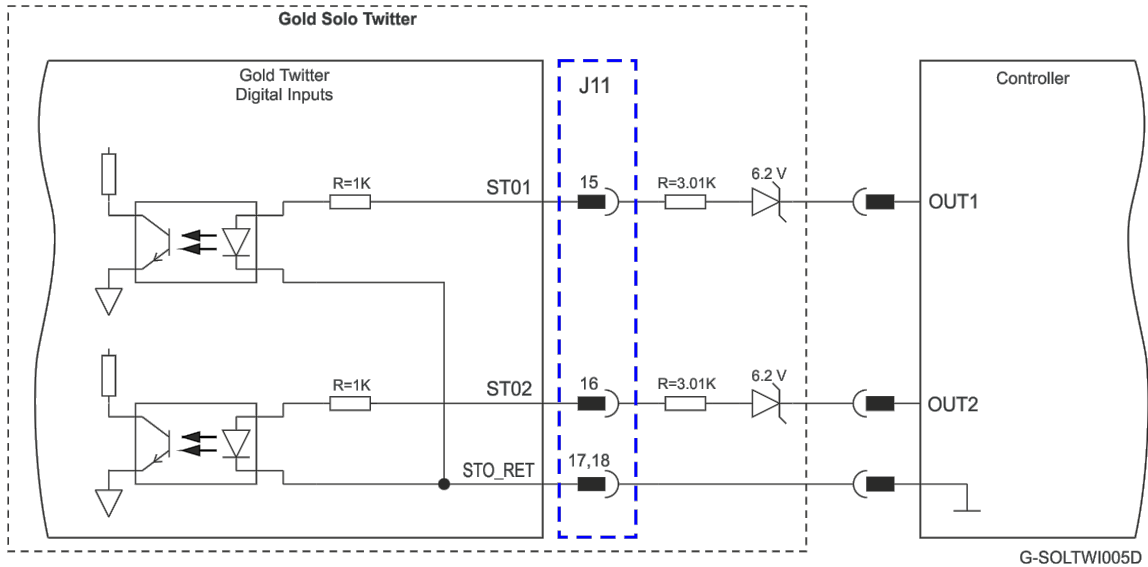 Gold Solo Twitter
Gold Twitter
Digital Inputs
J11
Controller
R=1K
ST01
15
R=3.01K
6.2 V
OUT1
R=1K
ST02
16
R=3.01K
6.2 V
OUT2
STO_RET
17,18
G-SOLTWI005D